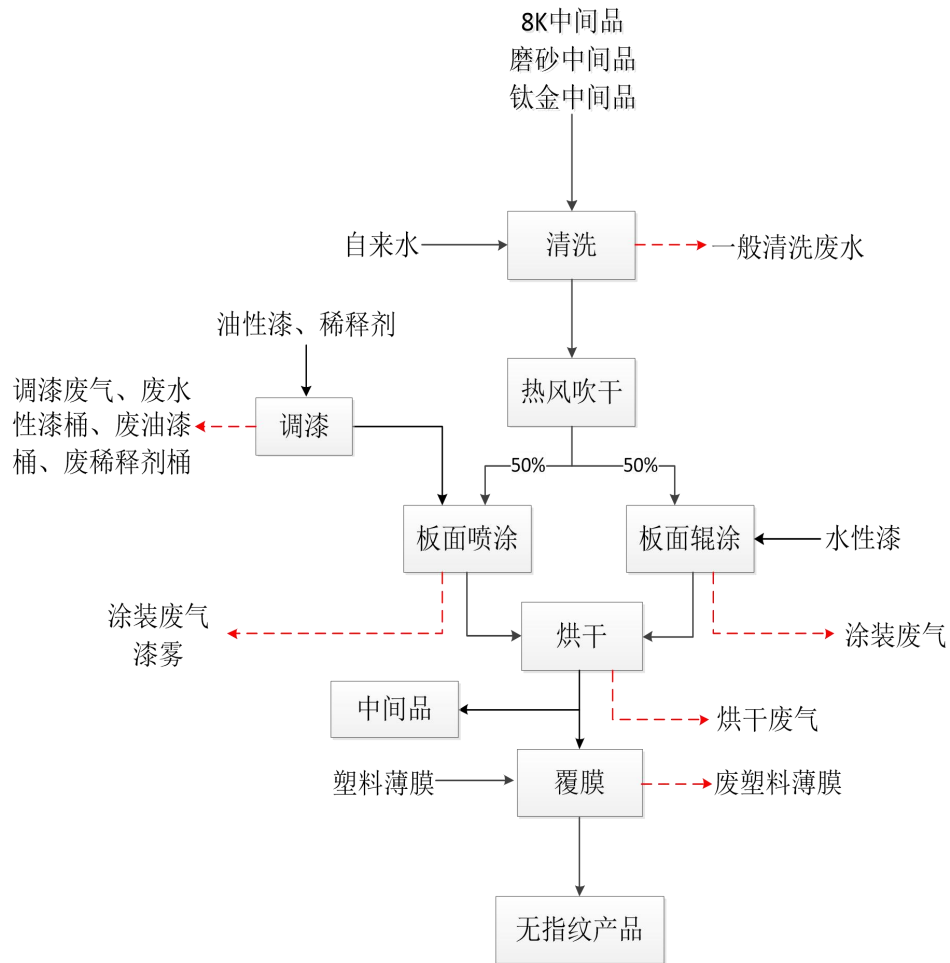 8K中间品
磨砂中间品
钛金中间品
自来水
清洗
一般清洗废水
油性漆、稀释剂
热风吹干
调漆废气、废水
性漆桶、废油漆
桶、废稀释剂桶
调漆
50%
50%
板面喷涂
板面辊涂
水性漆
涂装废气
漆雾
烘干
涂装废气
中间品
烘干废气
塑料薄膜
覆膜
废塑料薄膜
无指纹产品